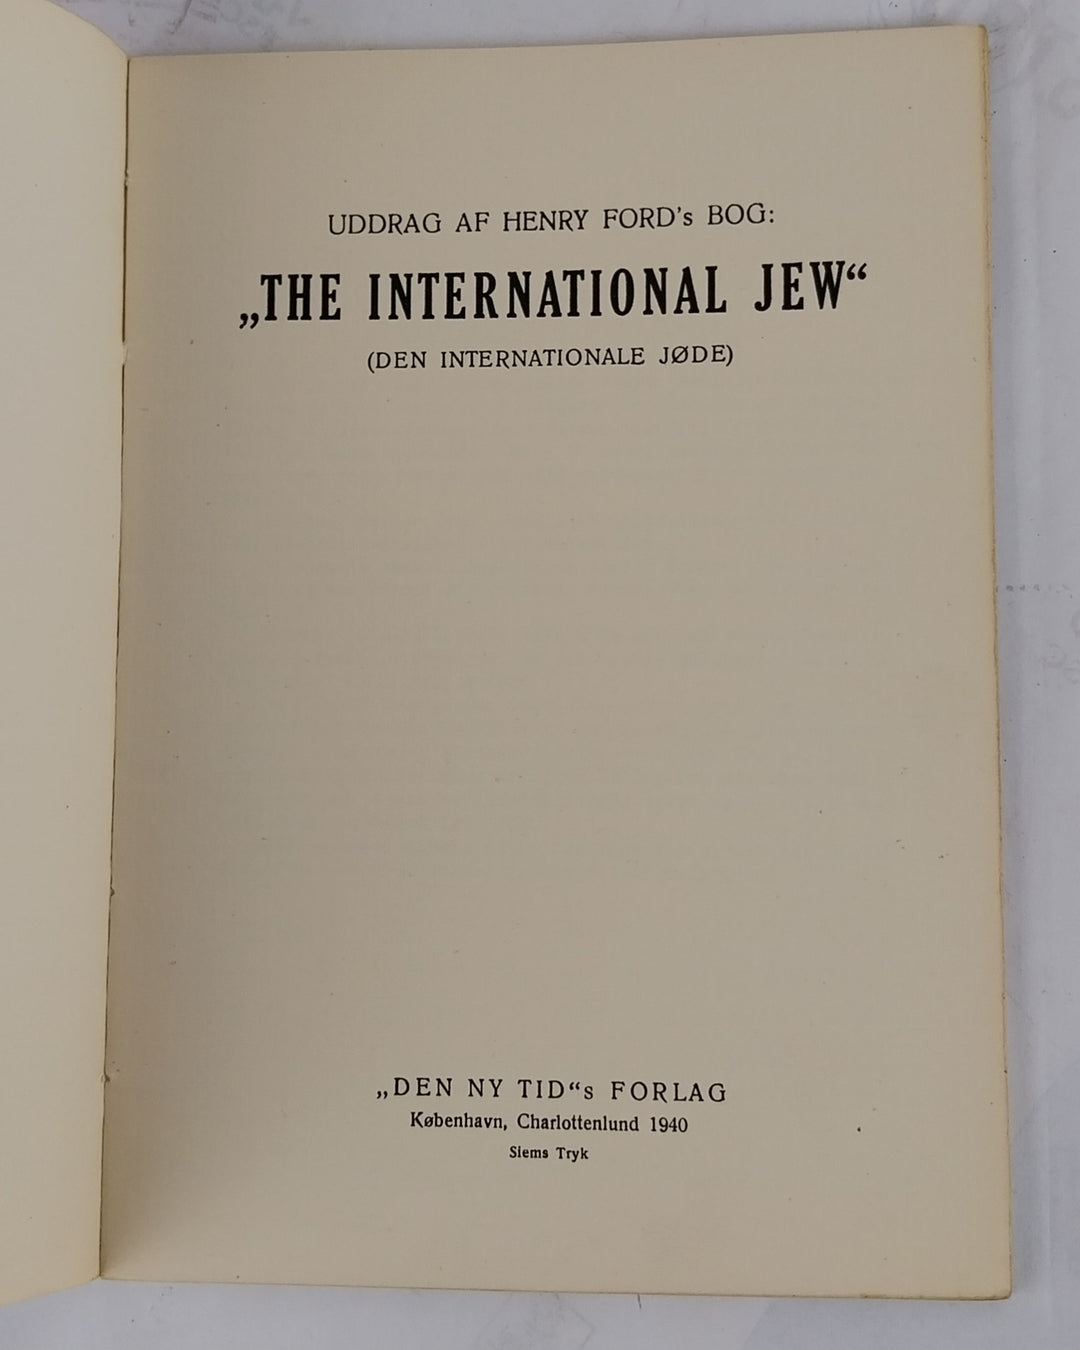 UDDRAG AF HENRY FORD's BOG:
„THE INTERNATIONAL JEW“
(DEN INTERNATIONALE JØDE)
„DEN NY TID“s FORLAG
København, Charlottenlund 1940
Siems Tryk